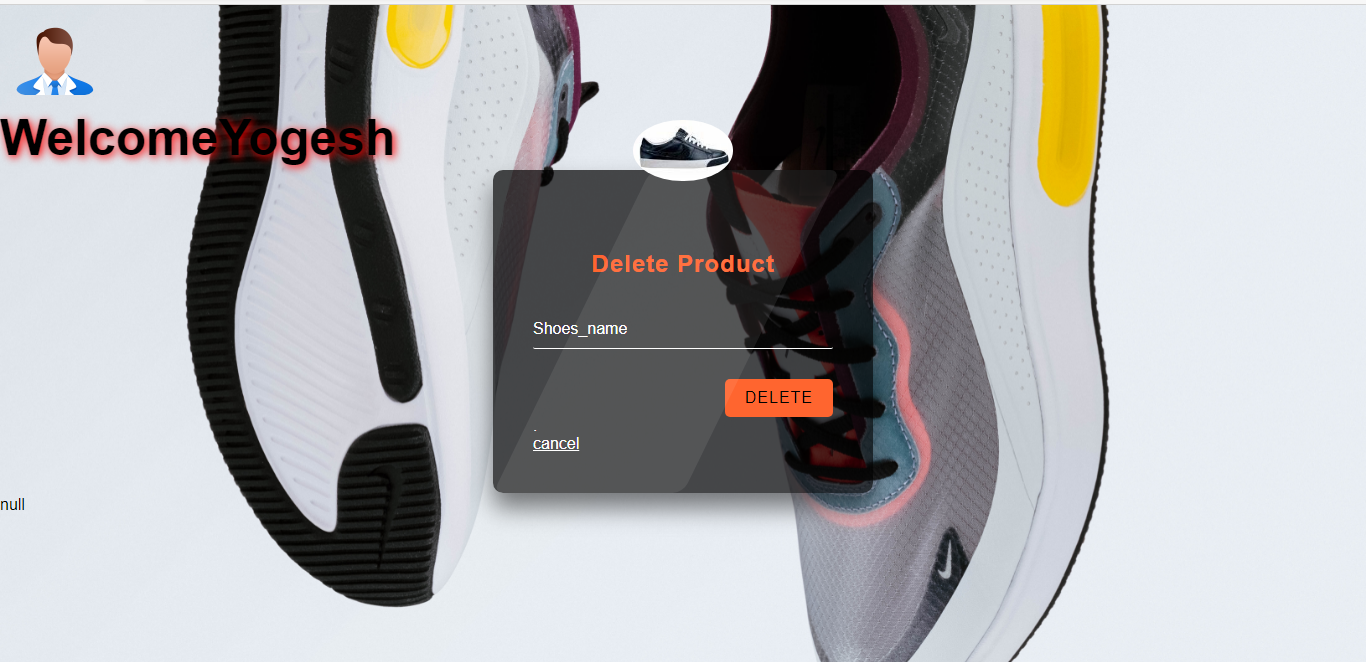 WelcomeYogesh
Delete Product
Shoes_name
DELETE
.
cancel
null